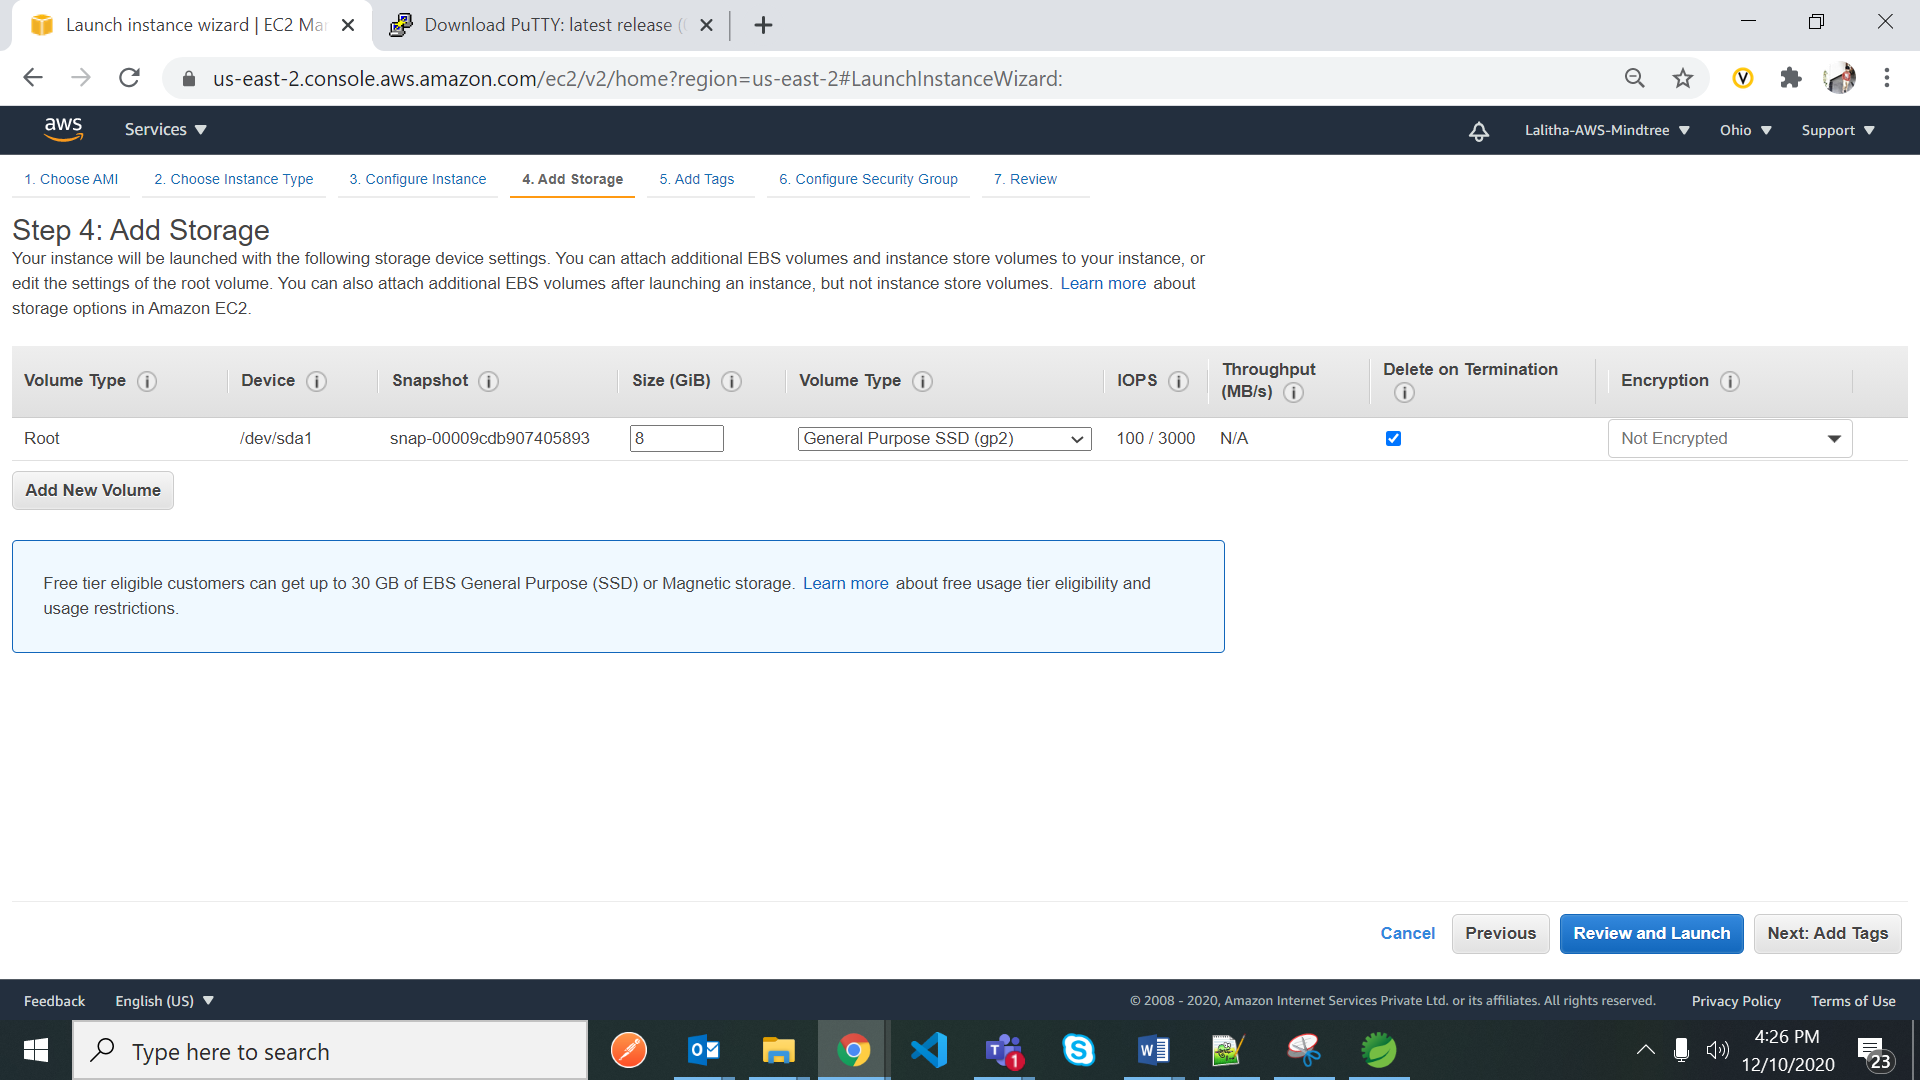 Launch instance wizard | EC2 Ma
Download PuTTY: latest release (
us-east-2.console.aws.amazon.com/ec2/v2/home?region=us-east-2#LaunchInstanceWizard:
aws Services Lalitha-AWS-Mindtree Ohio Support
1. Choose AMI 2. Choose Instance Type 3. Configure Instance 4. Add Storage 5. Add Tags 6. Configure Security Group 7. Review
Step 4: Add Storage
Your instance will be launched with the following storage device settings. You can attach additional EBS volumes and instance store volumes to your instance, or
edit the settings of the root volume. You can also attach additional EBS volumes after launching an instance, but not instance store volumes. Learn more about
storage options in Amazon EC2.
Volume Type i Device i Snapshot i Size (GiB) i Volume Type i IOPS i Throughput (MB/s) i Delete on Termination i Encryption i
Root /dev/sda1 snap-00009cdb907405893 8 General Purpose SSD (gp2) 100 / 3000 N/A Not Encrypted
Add New Volume
Free tier eligible customers can get up to 30 GB of EBS General Purpose (SSD) or Magnetic storage. Learn more about free usage tier eligibility and
usage restrictions.
Cancel Previous Review and Launch Next: Add Tags
Feedback English (US) © 2008 - 2020, Amazon Internet Services Private Ltd. or its affiliates. All rights reserved. Privacy Policy Terms of Use
Type here to search
1
4:26 PM
12/10/2020
23